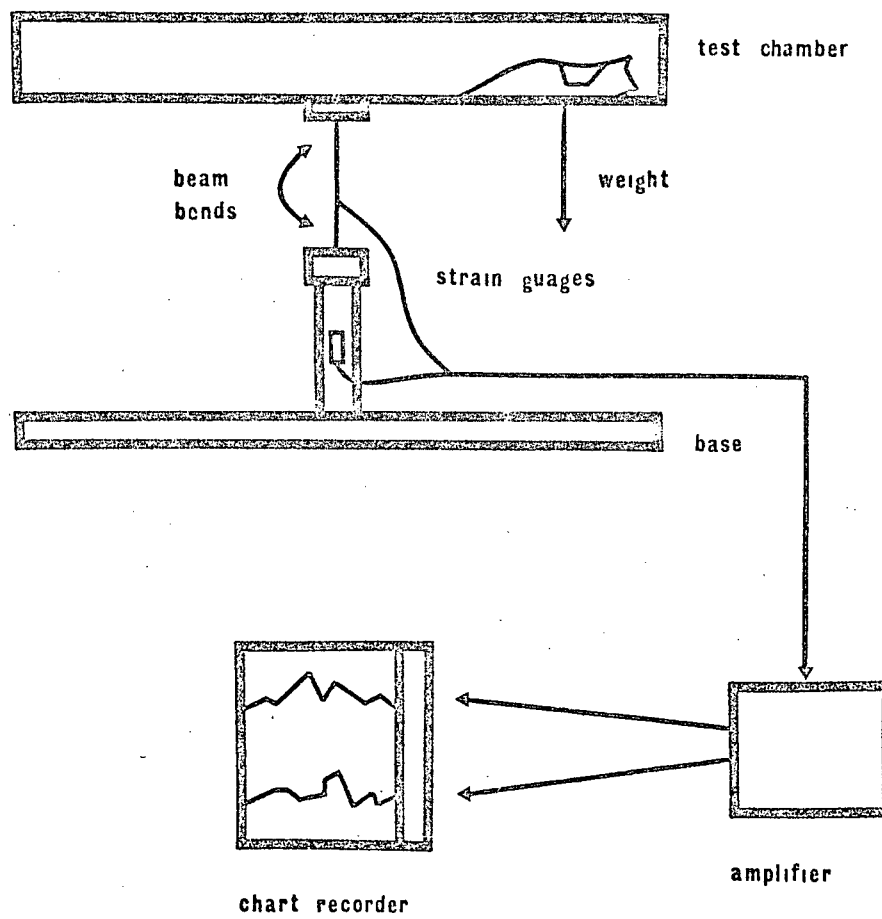 test chamber
beam
bends
weight
strain guages
base
amplifier
chart recorder